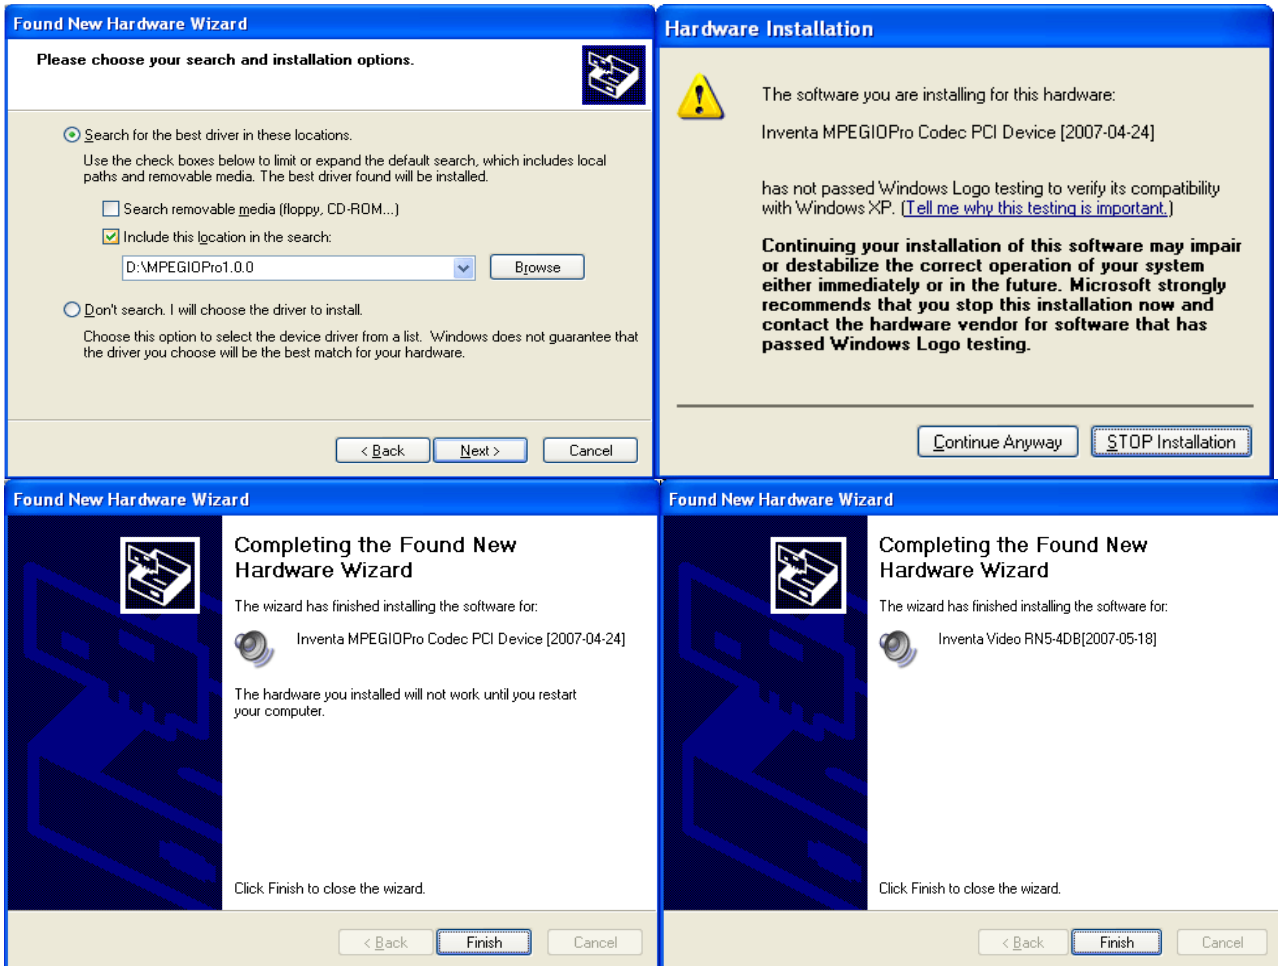 Found New Hardware Wizard
Please choose your search and installation options.
Search for the best driver in these locations.
Use the check boxes below to limit or expand the default search, which includes local
paths and removable media. The best driver found will be installed.
Search removable media (floppy, CD-ROM...)
Include this location in the search:
D:\MPEGIOPro1.0.0
Browse
Don't search. I will choose the driver to install.
Choose this option to select the device driver from a list. Windows does not guarantee that
the driver you choose will be the best match for your hardware.
< Back
Next >
Cancel
Hardware Installation
The software you are installing for this hardware:
Inventa MPEGIOPro Codec PCI Device [2007-04-24]
has not passed Windows Logo testing to verify its compatibility
with Windows XP. (Tell me why this testing is important.)
Continuing your installation of this software may impair
or destabilize the correct operation of your system
either immediately or in the future. Microsoft strongly
recommends that you stop this installation now and
contact the hardware vendor for software that has
passed Windows Logo testing.
Continue Anyway
STOP Installation
Found New Hardware Wizard
Completing the Found New
Hardware Wizard
The wizard has finished installing the software for:
Inventa MPEGIOPro Codec PCI Device [2007-04-24]
The hardware you installed will not work until you restart
your computer.
Click Finish to close the wizard.
< Back
Finish
Cancel
Found New Hardware Wizard
Completing the Found New
Hardware Wizard
The wizard has finished installing the software for:
Inventa Video RN5-4DB[2007-05-18]
Click Finish to close the wizard.
< Back
Finish
Cancel